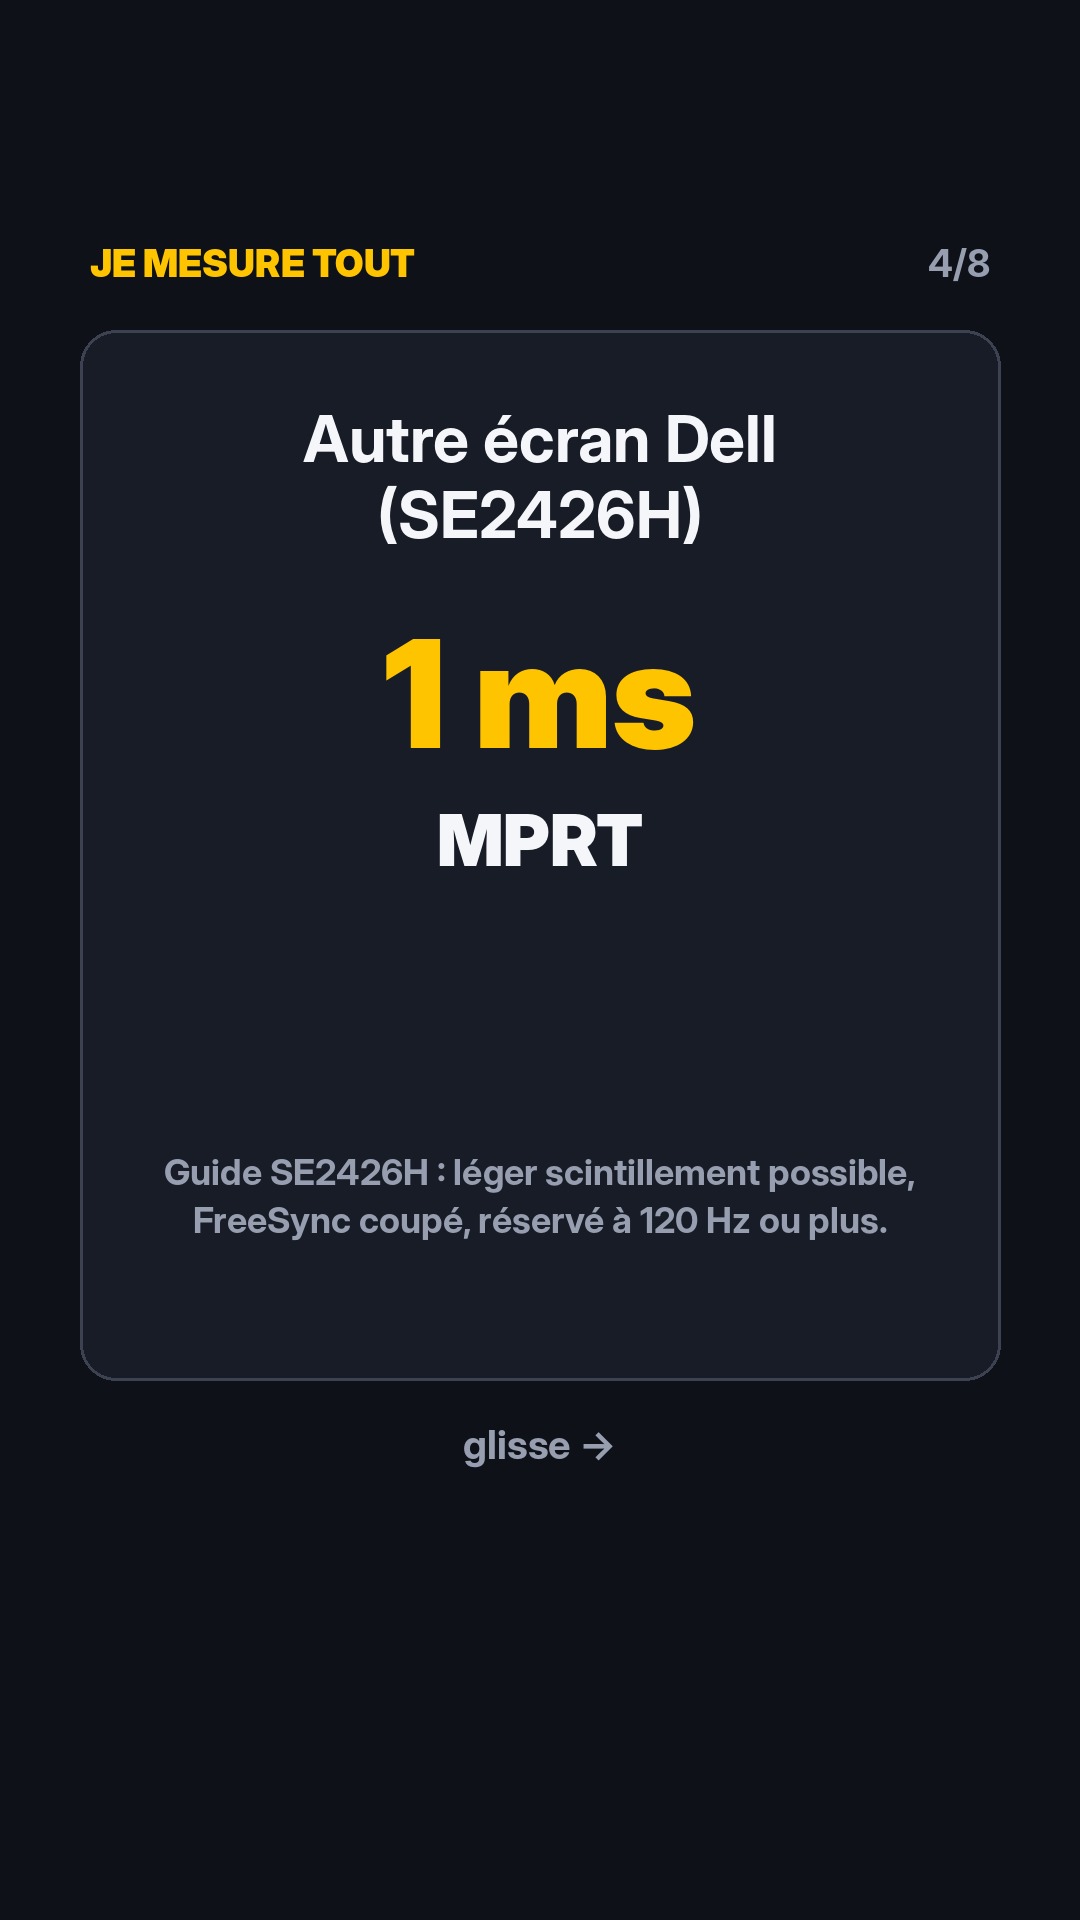 JE MESURE TOUT
4/8
Autre écran Dell
(SE2426H)
1 ms
MPRT
Guide SE2426H : léger scintillement possible,
FreeSync coupé, réservé à 120 Hz ou plus.
glisse →